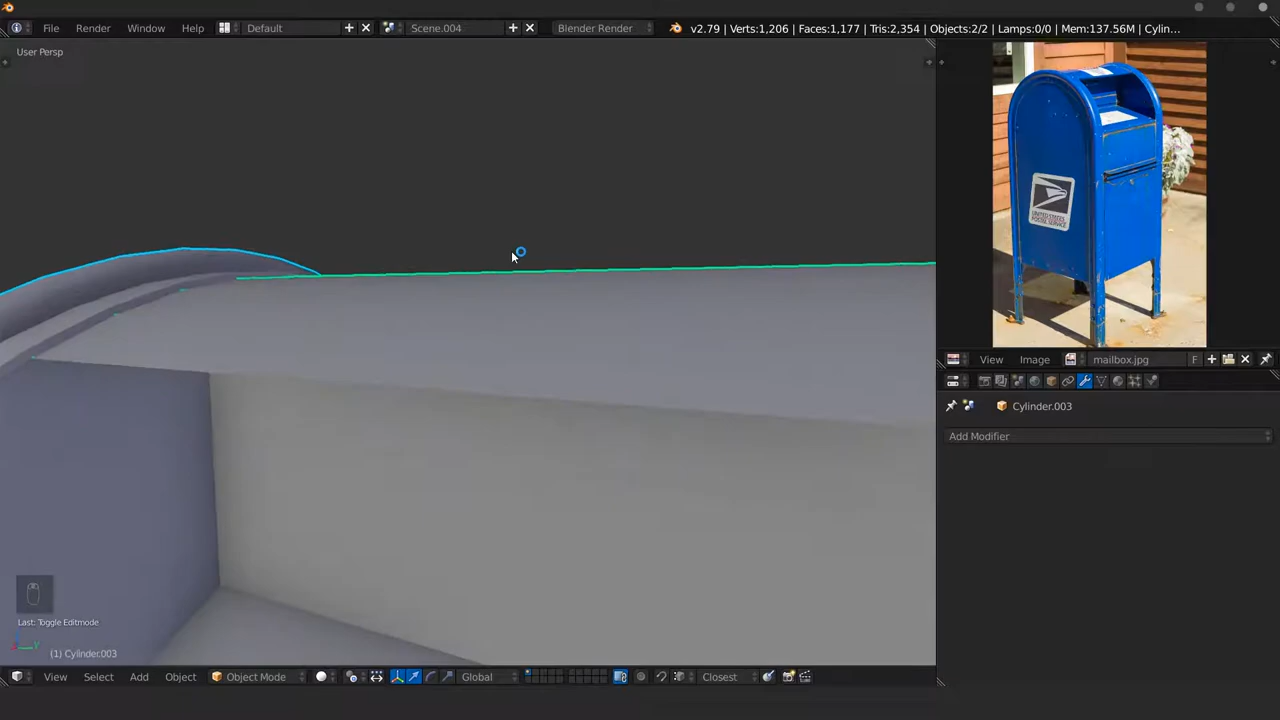 File Render Window Help Default Scene.004 Blender Render v2.79 | Verts:1,206 | Faces:1,177 | Tris:2,354 | Objects:2/2 | Lamps:0/0 | Mem:137.56M | Cylin...
User Persp
UNITED STATES
POSTAL SERVICE
View Image mailbox.jpg F
Cylinder.003
Add Modifier
Last: Toggle Editmode
(1) Cylinder.003
View Select Add Object Object Mode Global Closest